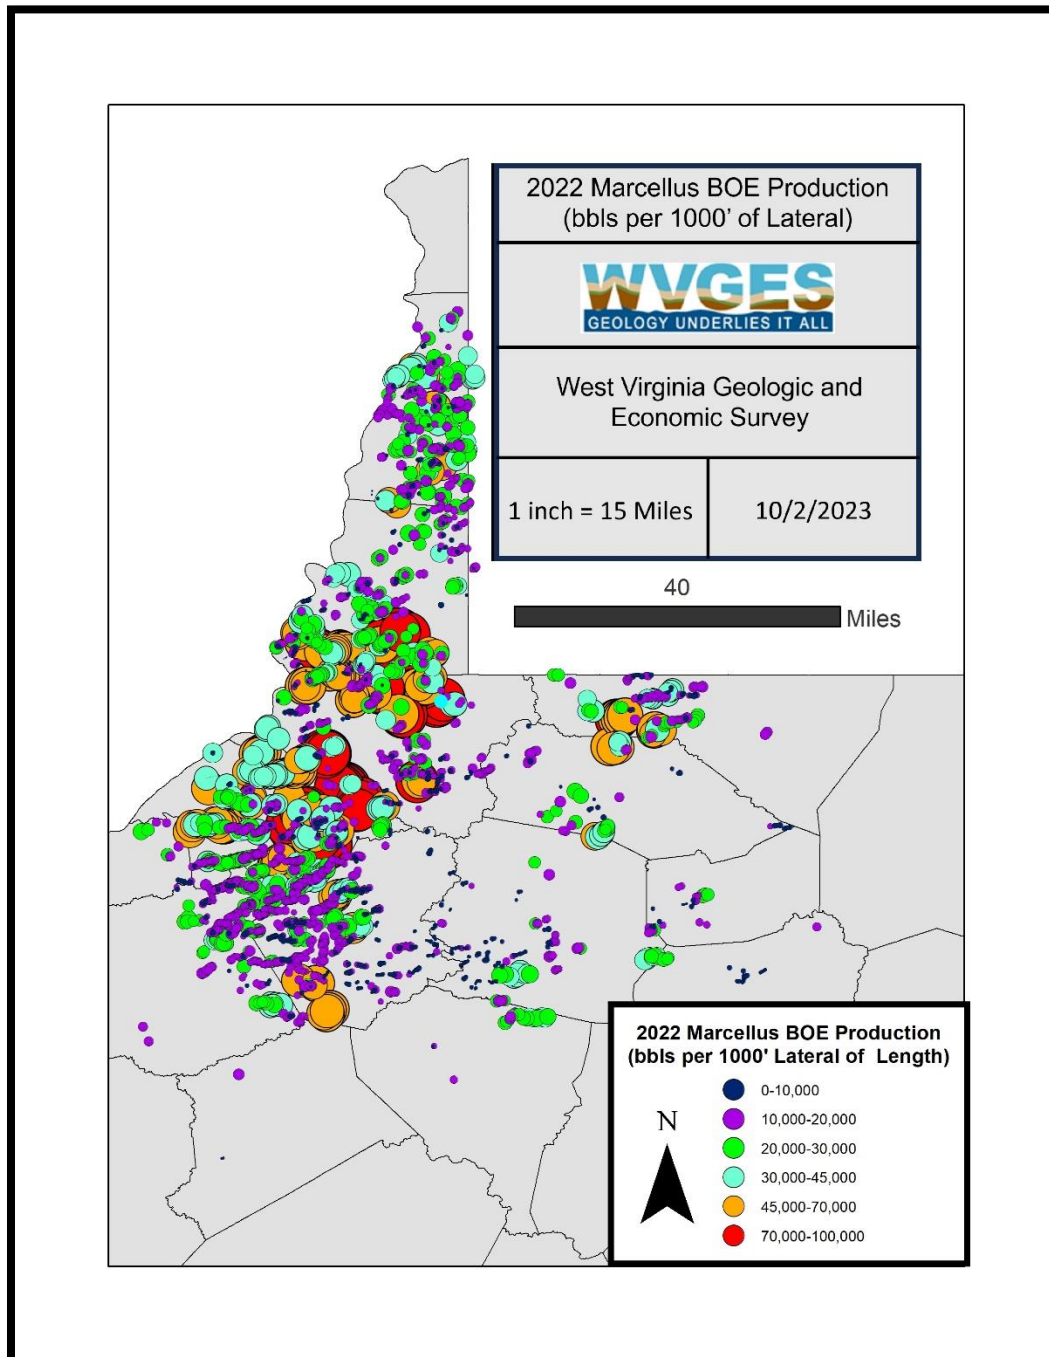 2022 Marcellus BOE Production
(bbls per 1000' of Lateral)
WVGES
GEOLOGY UNDERLIES IT ALL
West Virginia Geologic and
Economic Survey
1 inch = 15 Miles
10/2/2023
40
Miles
2022 Marcellus BOE Production
(bbls per 1000' Lateral of Length)
N
0-10,000
10,000-20,000
20,000-30,000
30,000-45,000
45,000-70,000
70,000-100,000